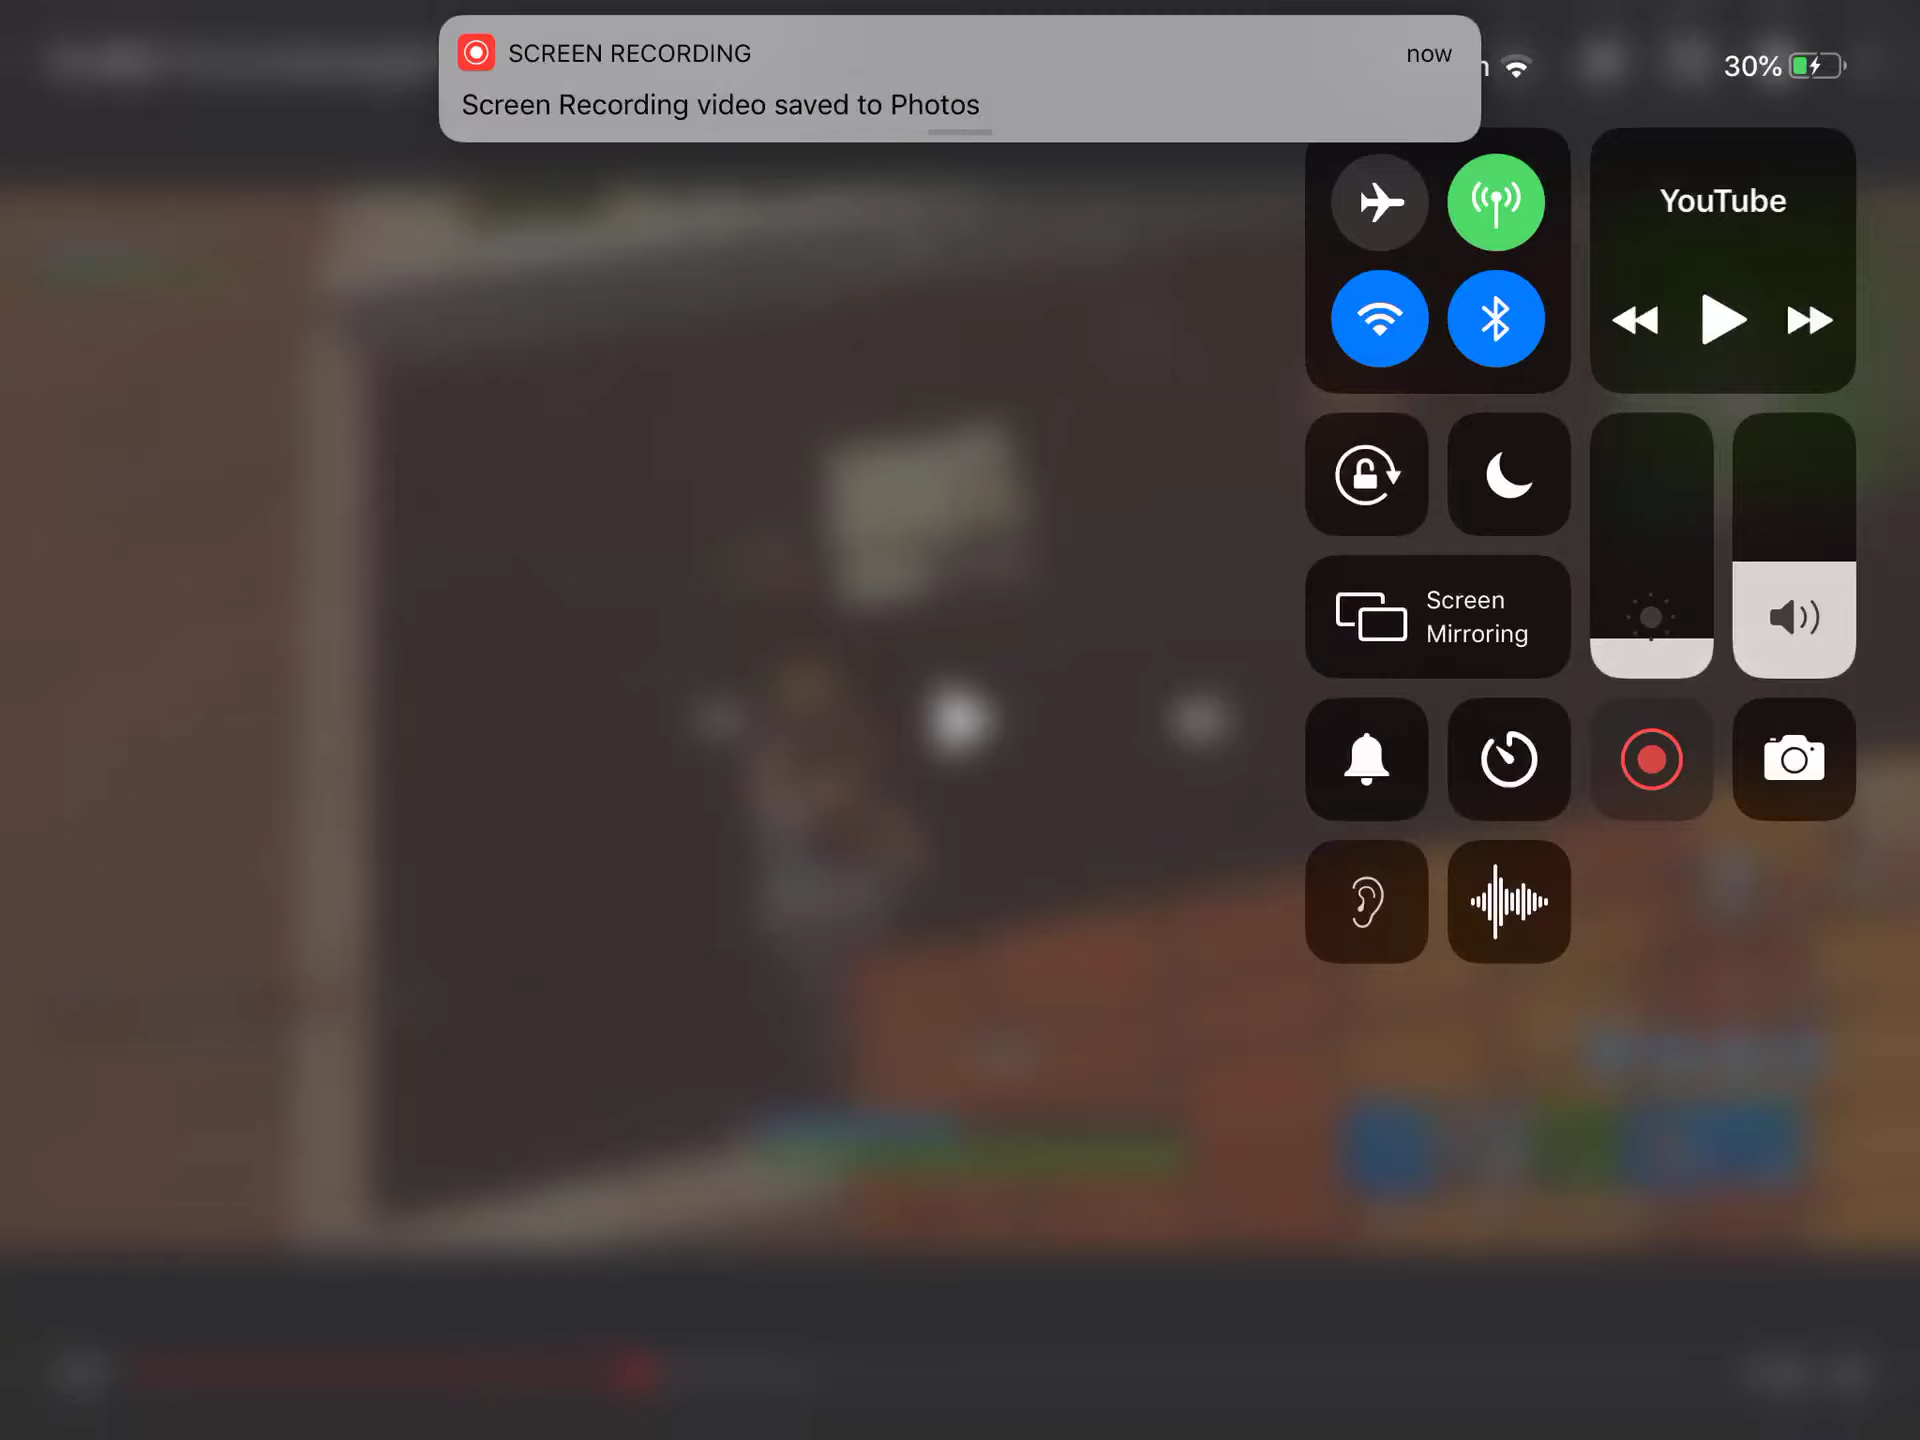 SCREEN RECORDING
now
Screen Recording video saved to Photos
30%
YouTube
Screen
Mirroring